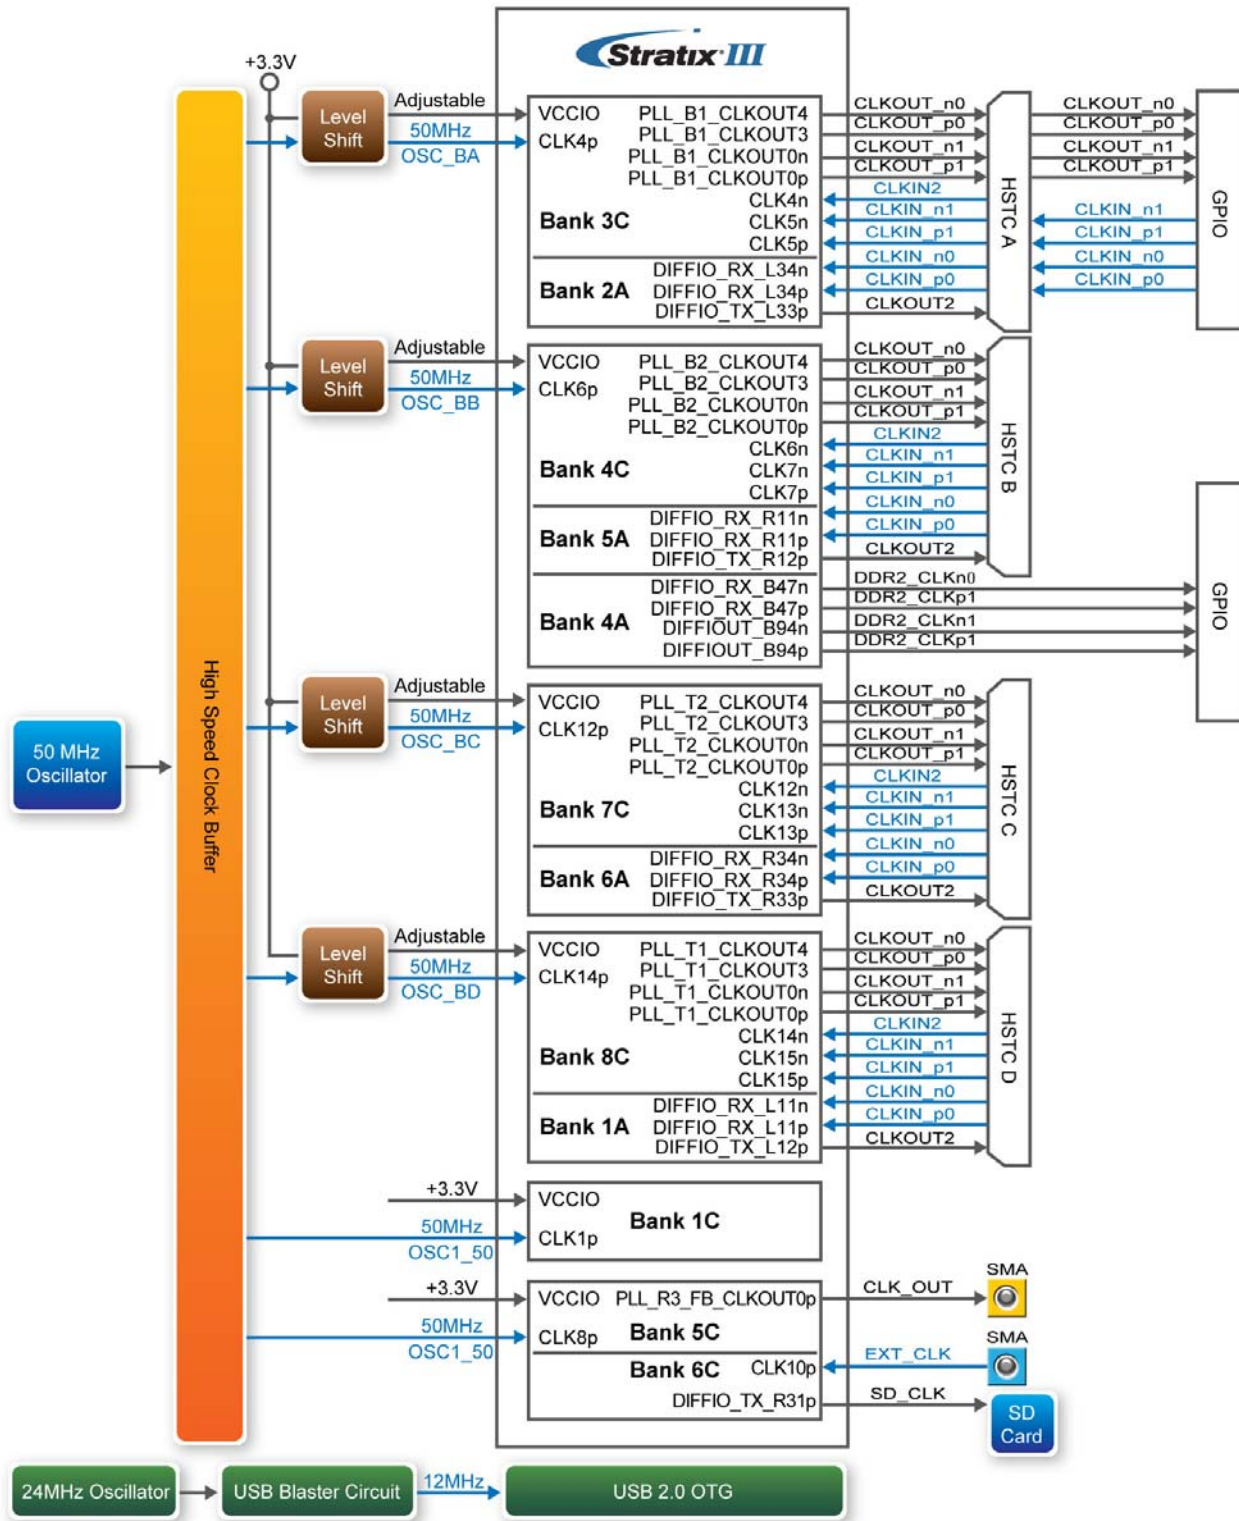 Stratix III
+3.3V
Level
Shift
Adjustable
50MHz
OSC_BA
VCCIO
CLK4p
PLL_B1_CLKOUT4
PLL_B1_CLKOUT3
PLL_B1_CLKOUT0n
PLL_B1_CLKOUT0p
CLK4n
CLK5n
CLK5p
Bank 3C
Bank 2A
DIFFIO_RX_L34n
DIFFIO_RX_L34p
DIFFIO_TX_L33p
CLKOUT_n0
CLKOUT_p0
CLKOUT_n1
CLKOUT_p1
CLKIN2
CLKIN_n1
CLKIN_p1
CLKIN_n0
CLKIN_p0
CLKOUT2
HSTC A
CLKOUT_n0
CLKOUT_p0
CLKOUT_n1
CLKOUT_p1
CLKIN_n1
CLKIN_p1
CLKIN_n0
CLKIN_p0
GPIO
Level
Shift
Adjustable
50MHz
OSC_BB
VCCIO
CLK6p
PLL_B2_CLKOUT4
PLL_B2_CLKOUT3
PLL_B2_CLKOUT0n
PLL_B2_CLKOUT0p
CLK6n
CLK7n
CLK7p
Bank 4C
Bank 5A
DIFFIO_RX_R11n
DIFFIO_RX_R11p
DIFFIO_TX_R12p
CLKOUT_n0
CLKOUT_p0
CLKOUT_n1
CLKOUT_p1
CLKIN2
CLKIN_n1
CLKIN_p1
CLKIN_n0
CLKIN_p0
CLKOUT2
HSTC B
Bank 4A
DIFFIO_RX_B47n
DIFFIO_RX_B47p
DIFFIOUT_B94n
DIFFIOUT_B94p
DDR2_CLKn0
DDR2_CLKp1
DDR2_CLKn1
DDR2_CLKp1
GPIO
50 MHz
Oscillator
High Speed Clock Buffer
Level
Shift
Adjustable
50MHz
OSC_BC
VCCIO
CLK12p
PLL_T2_CLKOUT4
PLL_T2_CLKOUT3
PLL_T2_CLKOUT0n
PLL_T2_CLKOUT0p
CLK12n
CLK13n
CLK13p
Bank 7C
Bank 6A
DIFFIO_RX_R34n
DIFFIO_RX_R34p
DIFFIO_TX_R33p
CLKOUT_n0
CLKOUT_p0
CLKOUT_n1
CLKOUT_p1
CLKIN2
CLKIN_n1
CLKIN_p1
CLKIN_n0
CLKIN_p0
CLKOUT2
HSTC C
Level
Shift
Adjustable
50MHz
OSC_BD
VCCIO
CLK14p
PLL_T1_CLKOUT4
PLL_T1_CLKOUT3
PLL_T1_CLKOUT0n
PLL_T1_CLKOUT0p
CLK14n
CLK15n
CLK15p
Bank 8C
Bank 1A
DIFFIO_RX_L11n
DIFFIO_RX_L11p
DIFFIO_TX_L12p
CLKOUT_n0
CLKOUT_p0
CLKOUT_n1
CLKOUT_p1
CLKIN2
CLKIN_n1
CLKIN_p1
CLKIN_n0
CLKIN_p0
CLKOUT2
HSTC D
+3.3V
50MHz
OSC1_50
VCCIO
CLK1p
Bank 1C
+3.3V
50MHz
OSC1_50
VCCIO
CLK8p
PLL_R3_FB_CLKOUT0p
Bank 5C
Bank 6C
CLK10p
DIFFIO_TX_R31p
CLK_OUT
EXT_CLK
SD_CLK
SMA
SMA
SD
Card
24MHz Oscillator
USB Blaster Circuit
12MHz
USB 2.0 OTG